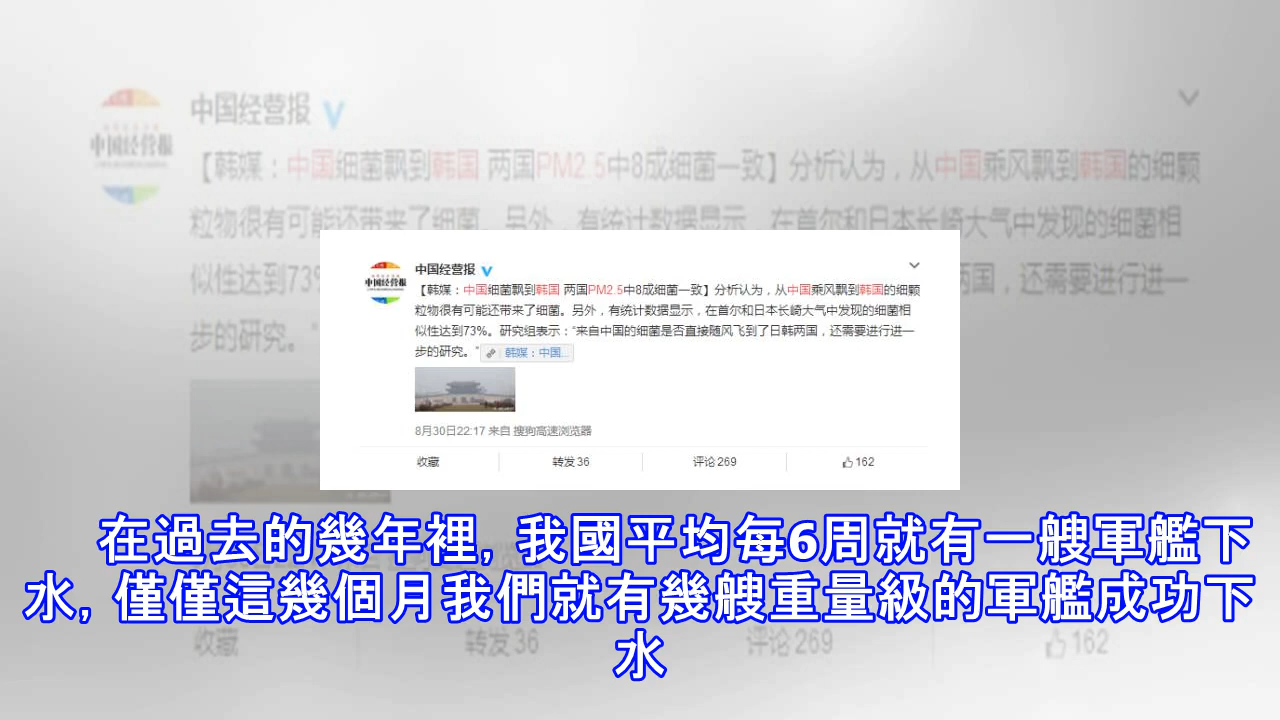 中国经营报
【韩媒：中国细菌飘到韩国 两国PM2.5中8成细菌一致】分析认为，从中国乘风飘到韩国的细颗
粒物很有可能还带来了细菌。另外，有统计数据显示，在首尔和日本长崎大气中发现的细菌相
似性达到73%。研究组表示："来自中国的细菌是否直接随风飞到了日韩两国，还需要进行进一
步的研究。" 韩媒：中国...
8月30日22:17 来自 搜狗高速浏览器
收藏 转发36 评论269 162
在過去的幾年裡, 我國平均每6周就有一艘軍艦下
水, 僅僅這幾個月我們就有幾艘重量級的軍艦成功下
水